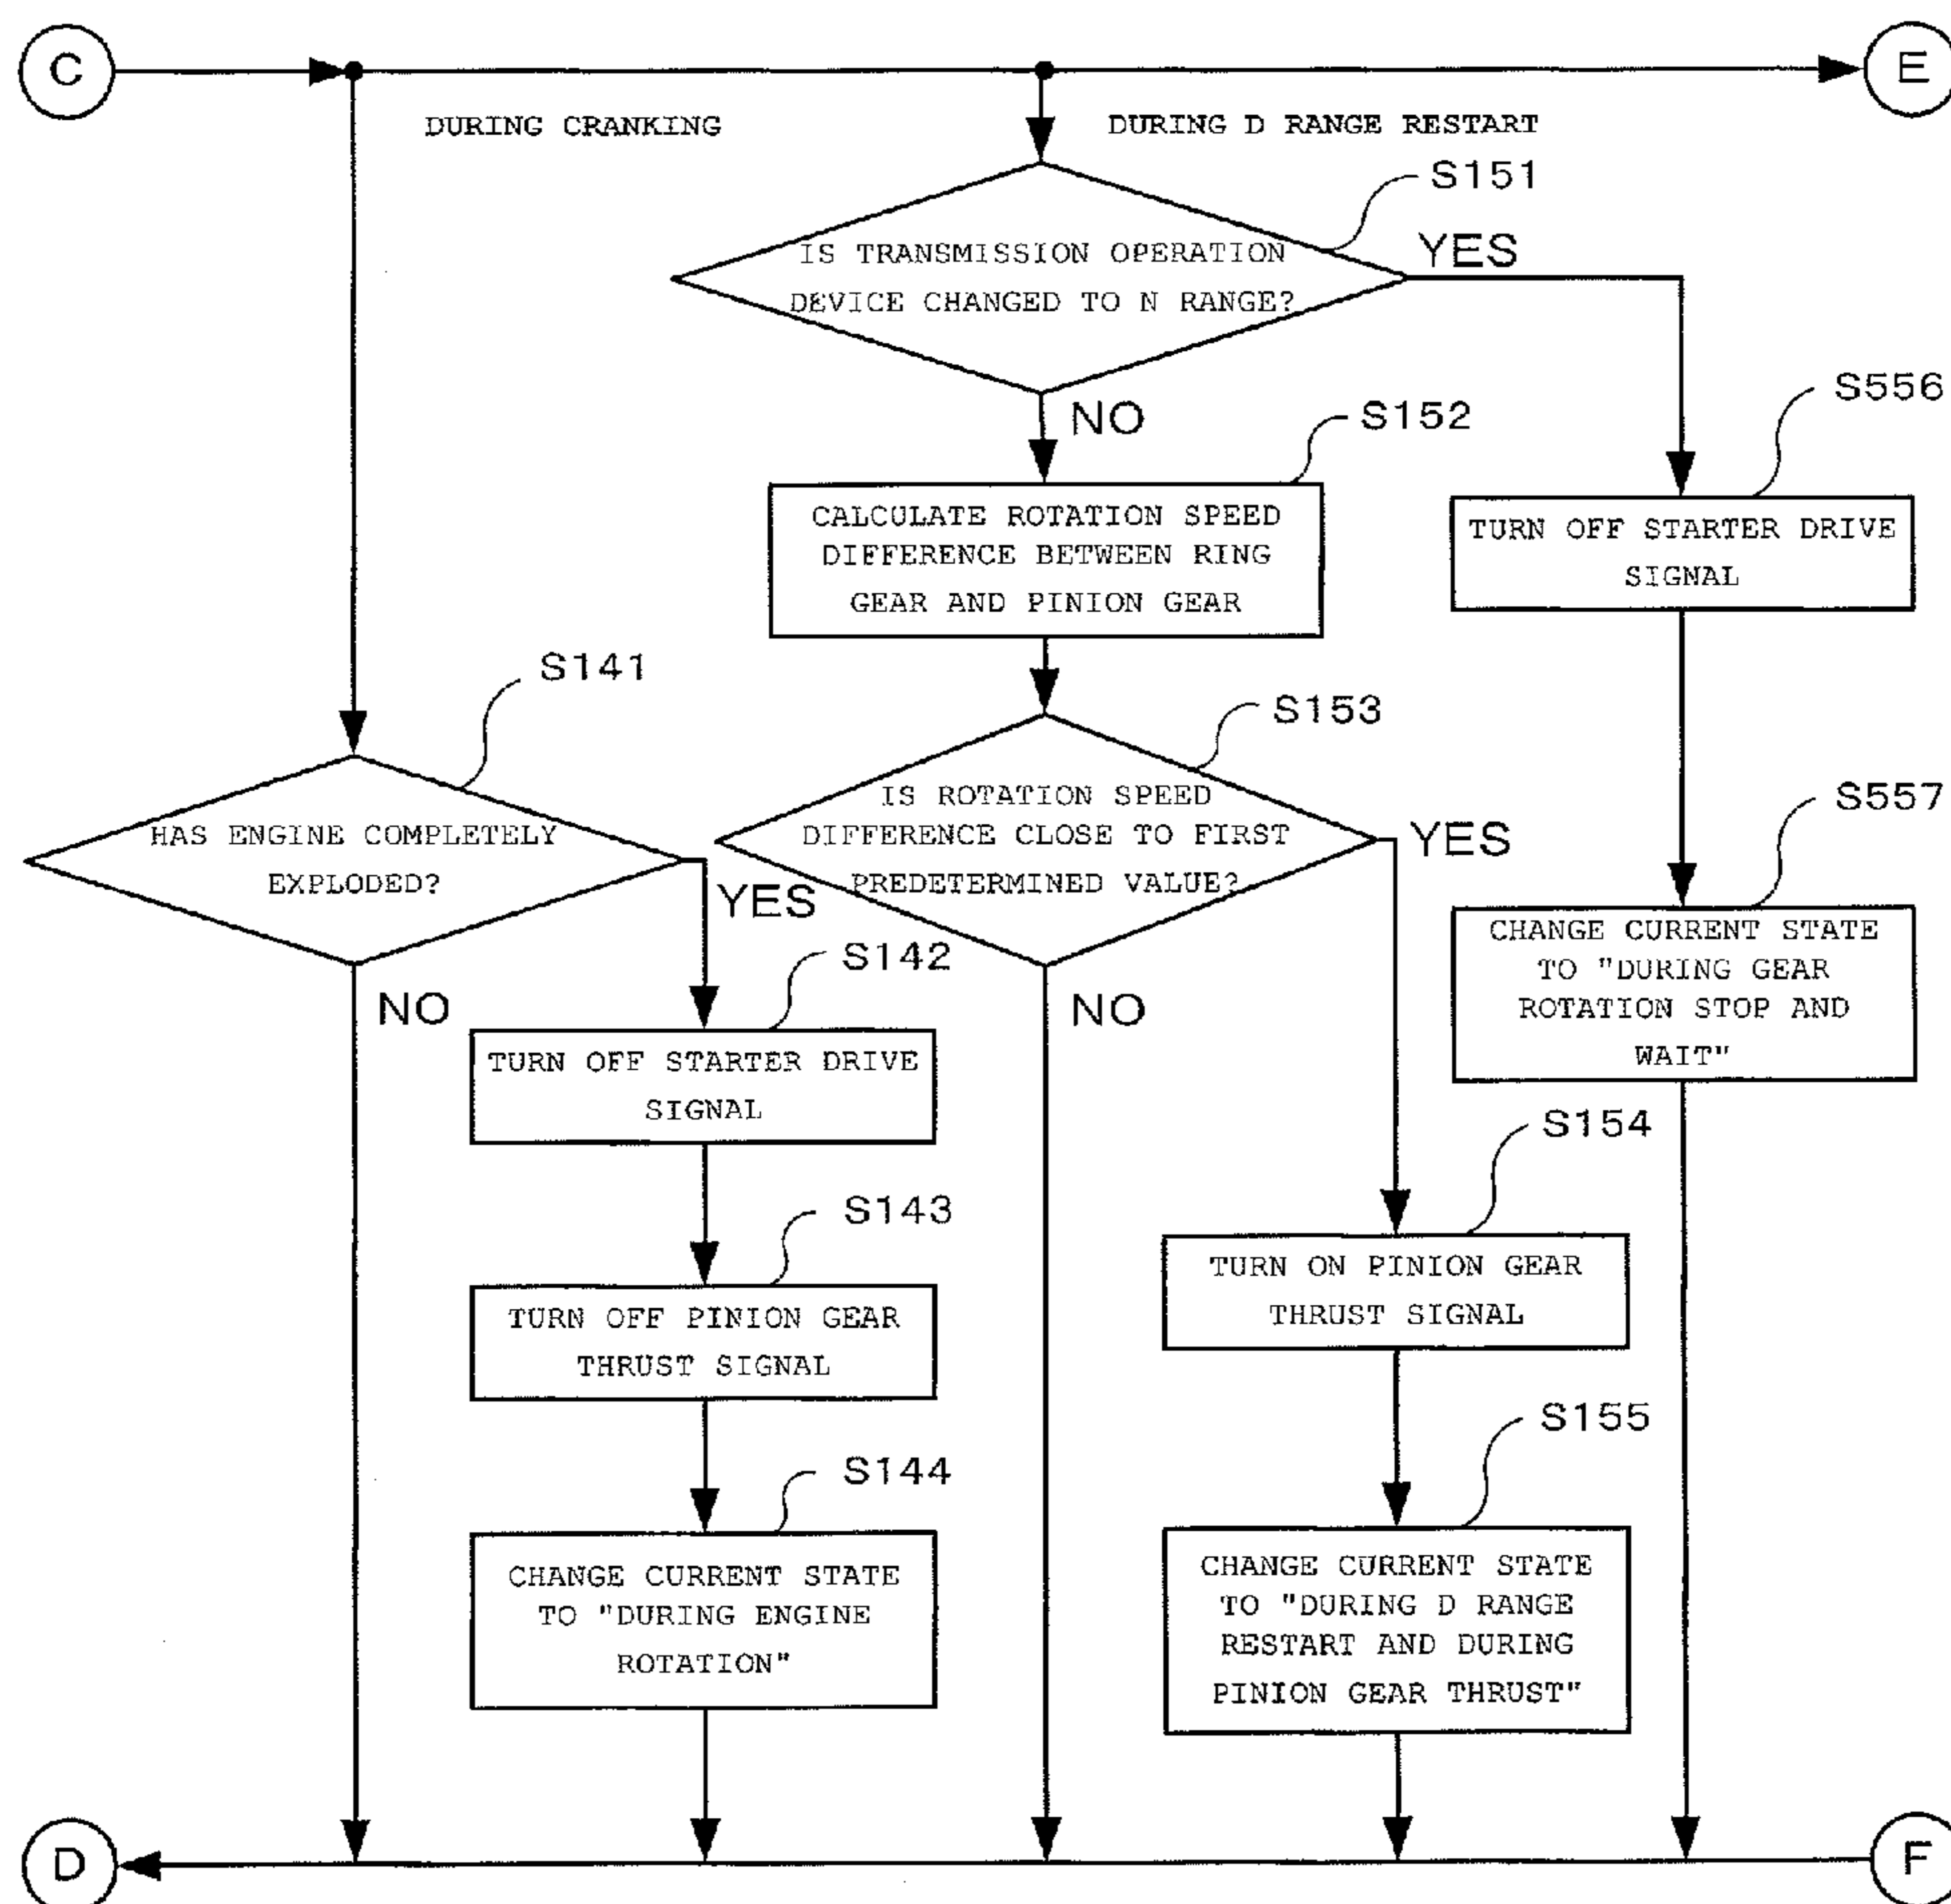 C
E
DURING CRANKING
DURING D RANGE RESTART
S151
IS TRANSMISSION OPERATION
DEVICE CHANGED TO N RANGE?
YES
S556
NO
S152
CALCULATE ROTATION SPEED
DIFFERENCE BETWEEN RING
GEAR AND PINION GEAR
TURN OFF STARTER DRIVE
SIGNAL
S141
S153
HAS ENGINE COMPLETELY
EXPLODED?
YES
IS ROTATION SPEED
DIFFERENCE CLOSE TO FIRST
PREDETERMINED VALUE?
YES
S557
CHANGE CURRENT STATE
TO "DURING GEAR
ROTATION STOP AND
WAIT"
NO
S142
TURN OFF STARTER DRIVE
SIGNAL
NO
S154
TURN ON PINION GEAR
THRUST SIGNAL
S143
TURN OFF PINION GEAR
THRUST SIGNAL
S155
CHANGE CURRENT STATE
TO "DURING D RANGE
RESTART AND DURING
PINION GEAR THRUST"
S144
CHANGE CURRENT STATE
TO "DURING ENGINE
ROTATION"
D
F